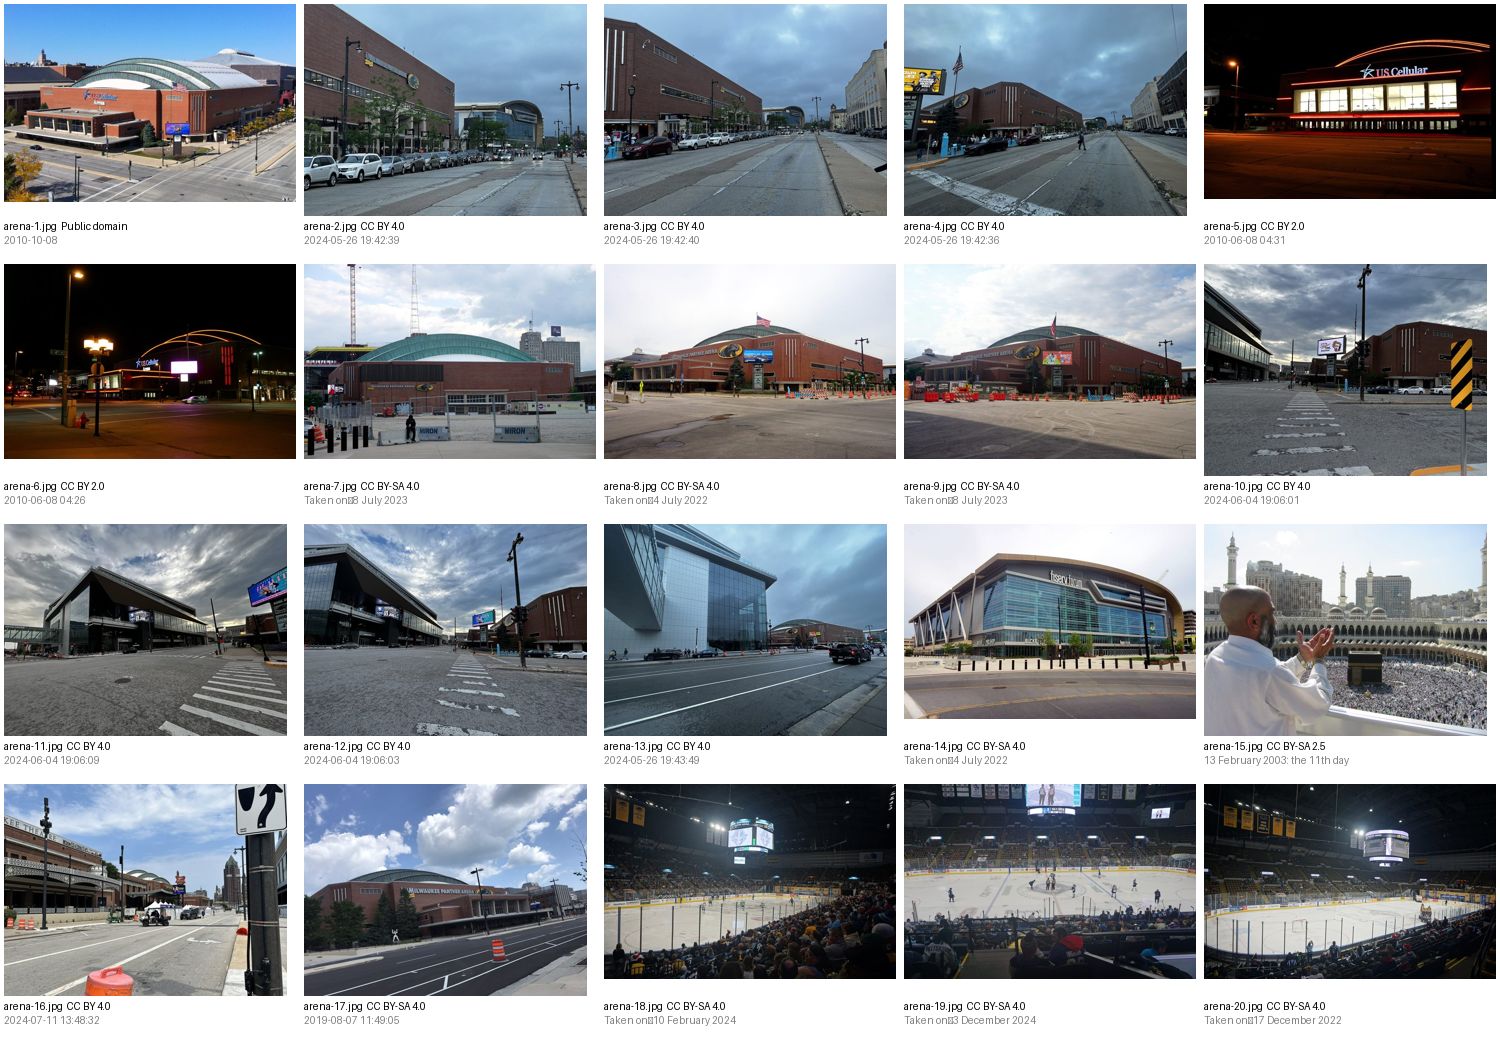 US Cellular
US Cellular
arena-1.jpg Public domain
2010-10-08
arena-2.jpg CC BY 4.0
2024-05-26 19:42:39
arena-3.jpg CC BY 4.0
2024-05-26 19:42:40
arena-4.jpg CC BY 4.0
2024-05-26 19:42:36
arena-5.jpg CC BY 2.0
2010-06-08 04:31
MIRON
MIRON
arena-6.jpg CC BY 2.0
2010-06-08 04:26
arena-7.jpg CC BY-SA 4.0
Taken on 8 July 2023
arena-8.jpg CC BY-SA 4.0
Taken on 4 July 2022
arena-9.jpg CC BY-SA 4.0
Taken on 8 July 2023
arena-10.jpg CC BY 4.0
2024-06-04 19:06:01
fiserv.forum
arena-11.jpg CC BY 4.0
2024-06-04 19:06:09
arena-12.jpg CC BY 4.0
2024-06-04 19:06:03
arena-13.jpg CC BY 4.0
2024-05-26 19:43:49
arena-14.jpg CC BY-SA 4.0
Taken on 4 July 2022
arena-15.jpg CC BY-SA 2.5
13 February 2003: the 11th day
KEE THEATRE
MILWAUKEE PANTHER ARENA
arena-16.jpg CC BY 4.0
2024-07-11 13:48:32
arena-17.jpg CC BY-SA 4.0
2019-08-07 11:49:05
arena-18.jpg CC BY-SA 4.0
Taken on 10 February 2024
arena-19.jpg CC BY-SA 4.0
Taken on 3 December 2024
arena-20.jpg CC BY-SA 4.0
Taken on 17 December 2022